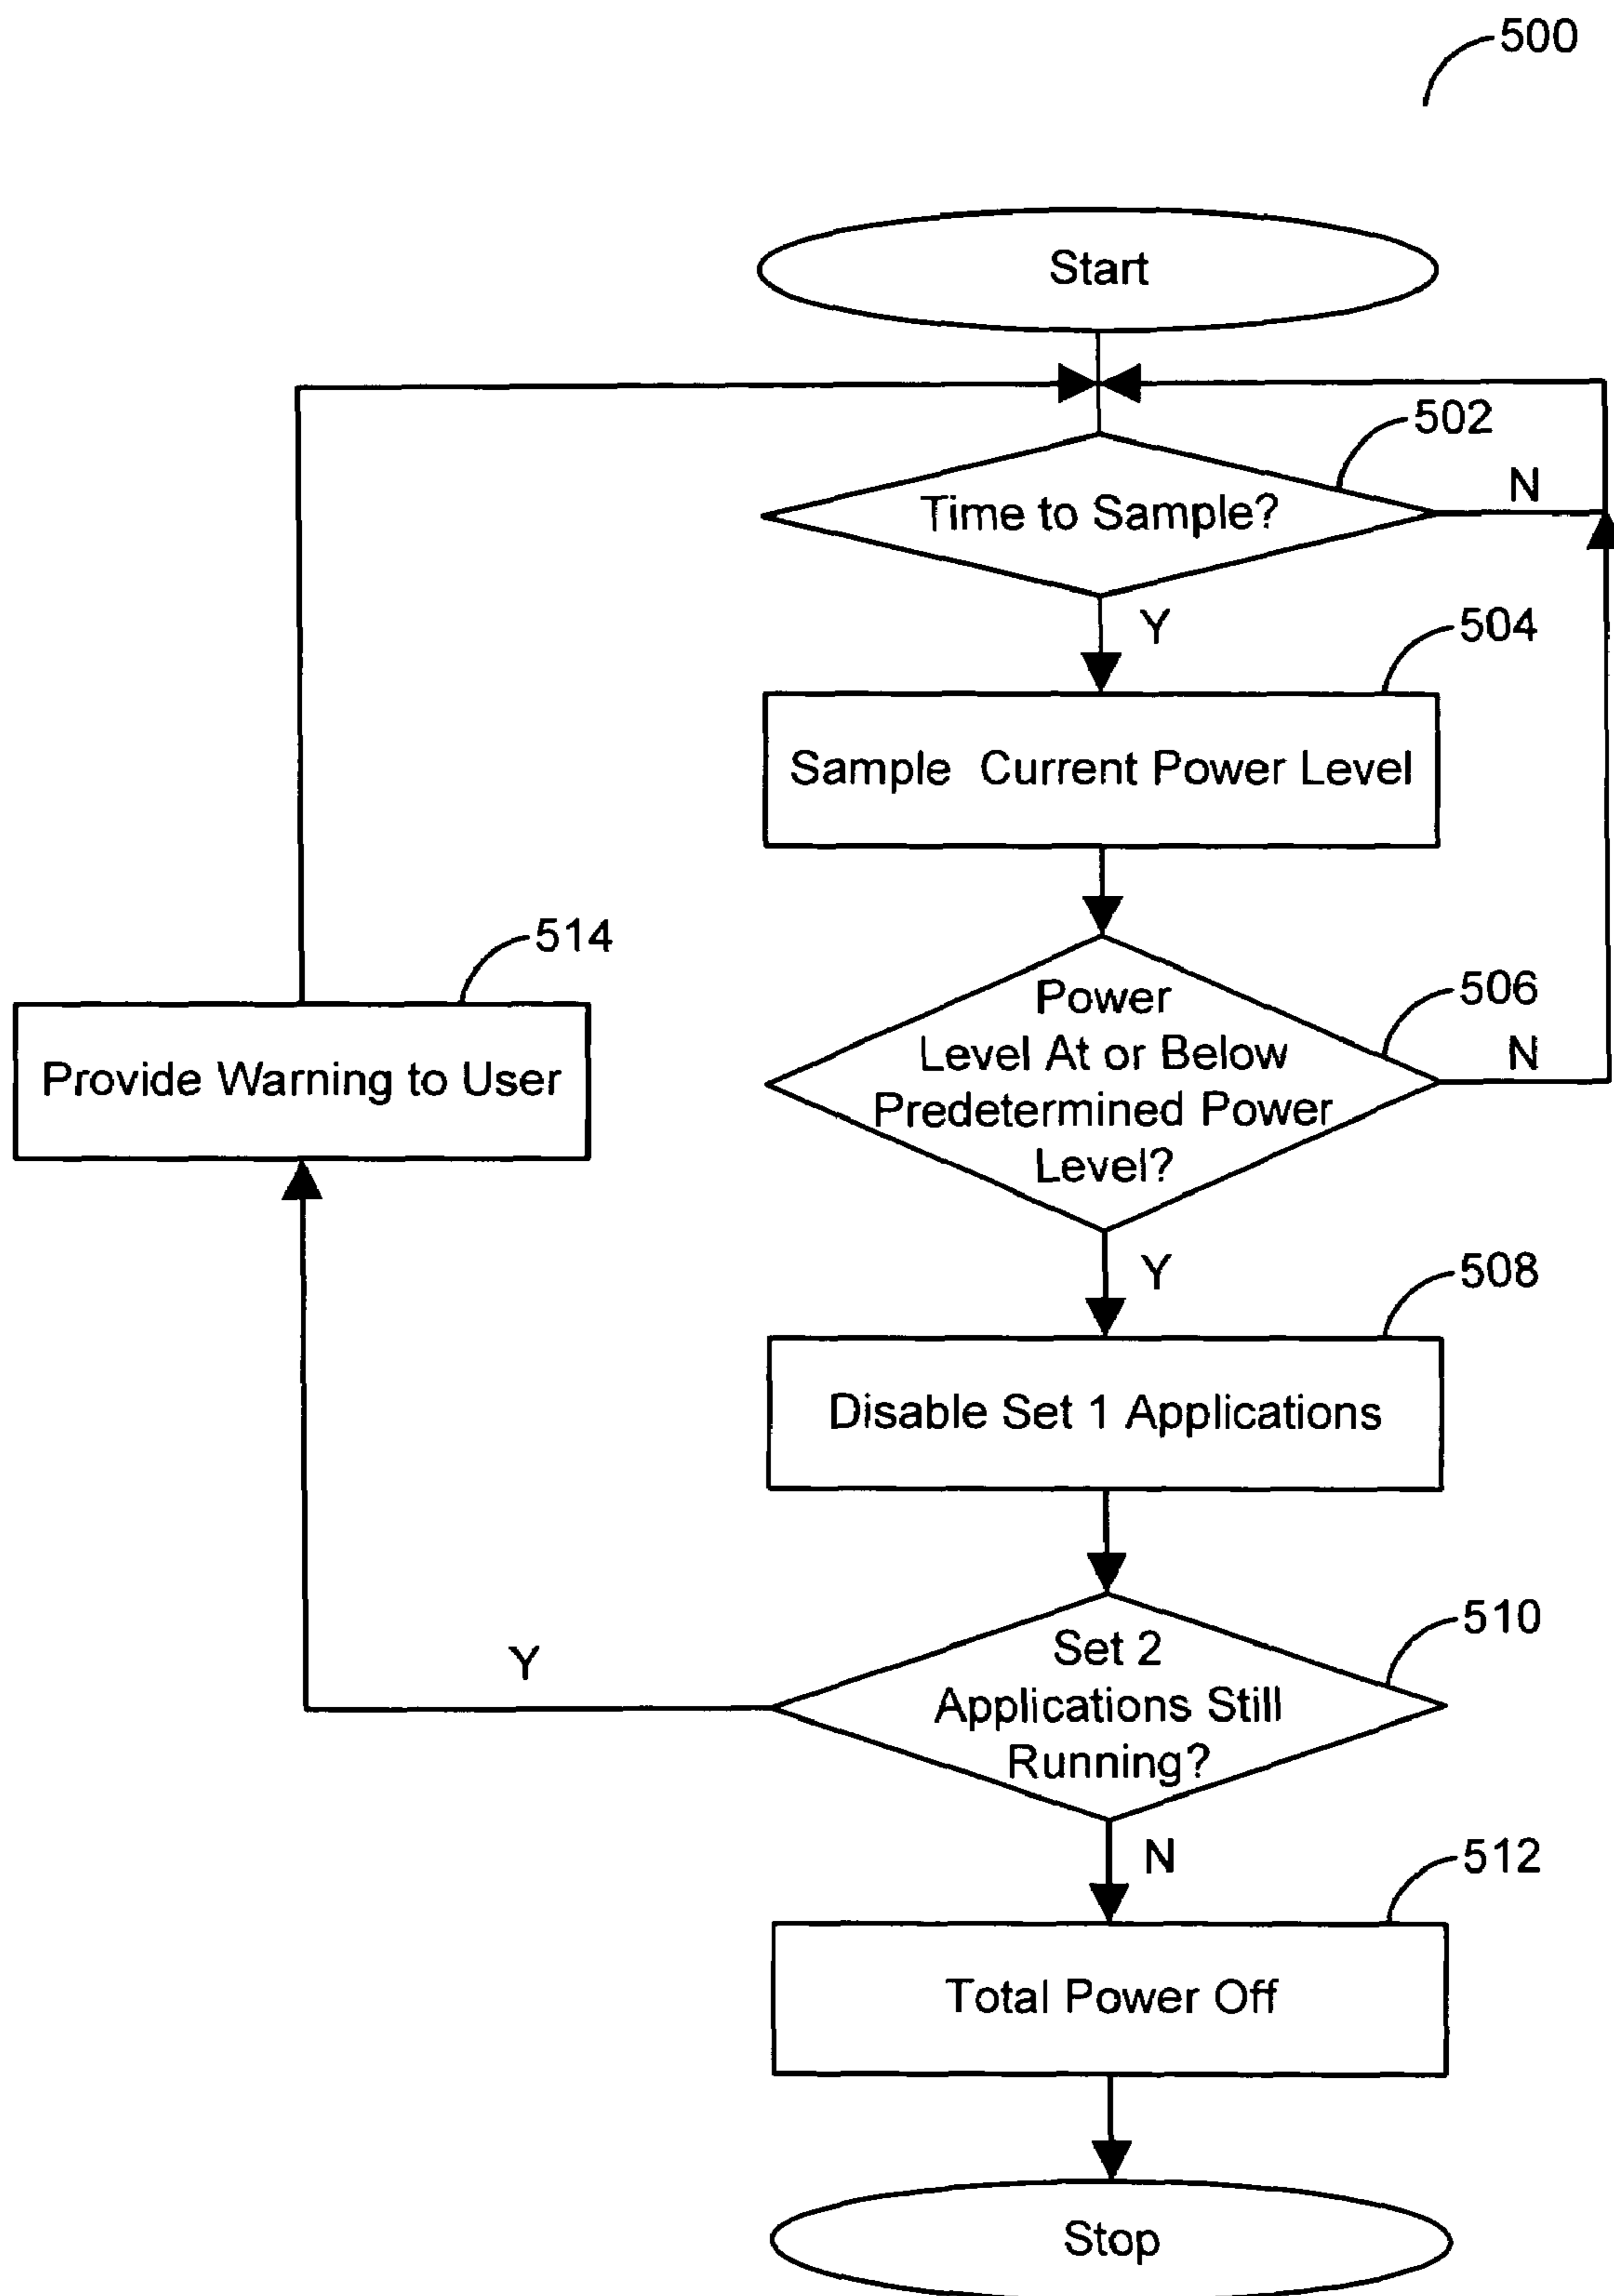 500
Start
502
Time to Sample?
N
Y
504
Sample Current Power Level
514
Provide Warning to User
506
Power
Level At or Below
Predetermined Power
Level?
N
Y
508
Disable Set 1 Applications
510
Set 2
Applications Still
Running?
Y
N
512
Total Power Off
Stop